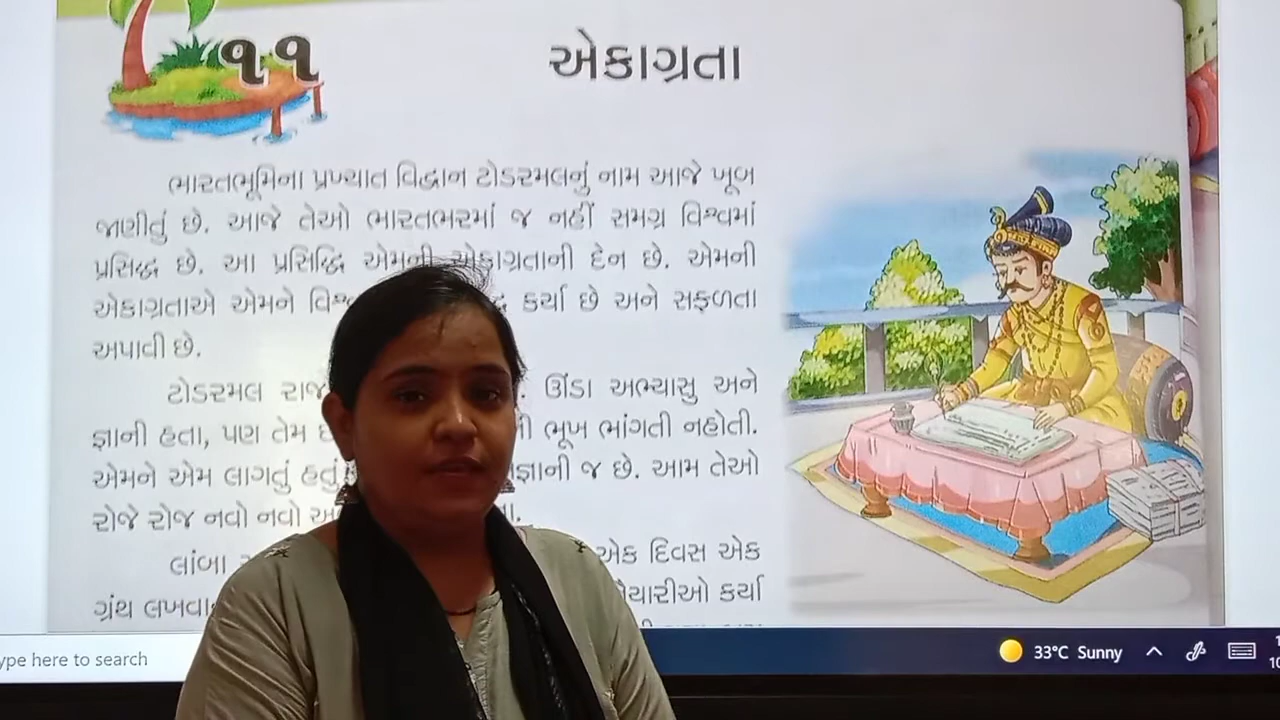 ૧૧
એકાગ્રતા
ભારતભૂમિના પ્રખ્યાત વિદ્વાન ટોડરમલનું નામ આજે ખૂબ
જાણીતું છે. આજે તેઓ ભારતભરમાં જ નહીં સમગ્ર વિશ્વમાં
પ્રસિદ્ધ છે. આ પ્રસિદ્ધિ એમની એકાગ્રતાની દેન છે. એમની
એકાગ્રતાએ એમને કર્યા છે અને સફળતા
અપાવી છે.
ટોડરમલ ઊંડા અભ્યાસુ અને
જ્ઞાની હતા, પણ તેમ ભૂખ ભાંગતી નહોતી.
એમને એમ લાગતું હતું જ છે. આમ તેઓ
રોજે રોજ નવો નવો
લાંબા એક દિવસ એક
ગ્રંથ કર્યા
ype here to search
33°C Sunny